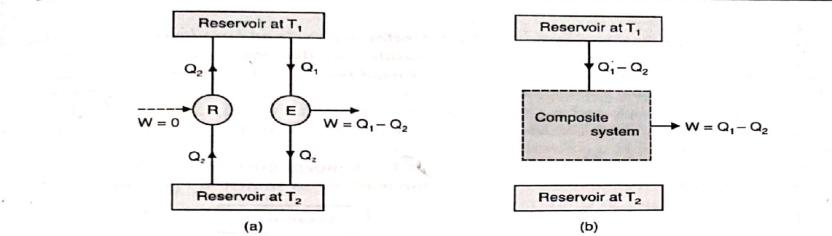 Reservoir at T₁
Q₂
Q₁
R
E
W = 0
W = Q₁ – Q₂
Q₂
Q₂
Reservoir at T₂
(a)
Reservoir at T₁
Q₁ – Q₂
Composite
system
W = Q₁ – Q₂
Reservoir at T₂
(b)